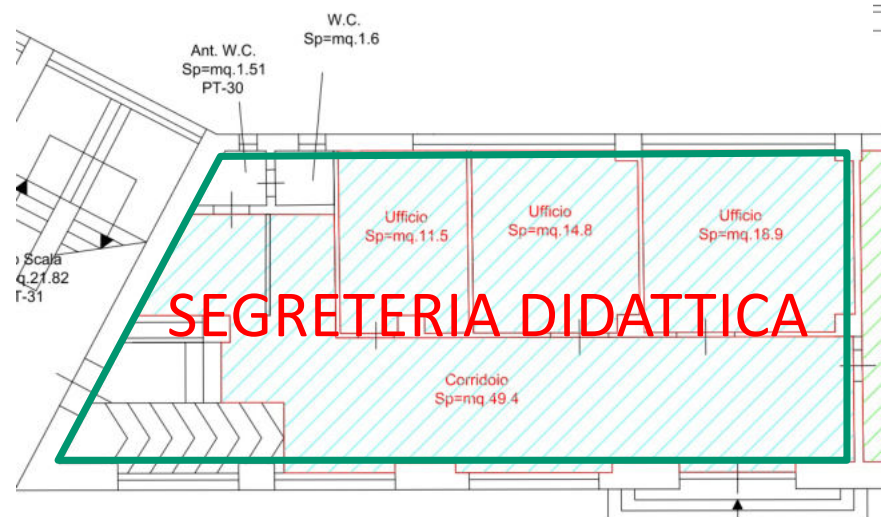 W.C.
Sp=mq.1.6
Ant. W.C.
Sp=mq.1.51
PT-30
Ufficio
Sp=mq.11.5
Ufficio
Sp=mq.14.8
Ufficio
Sp=mq.18.9
Scala
q.21.82
T-31
SEGRETERIA DIDATTICA
Corridoio
Sp=mq.49.4